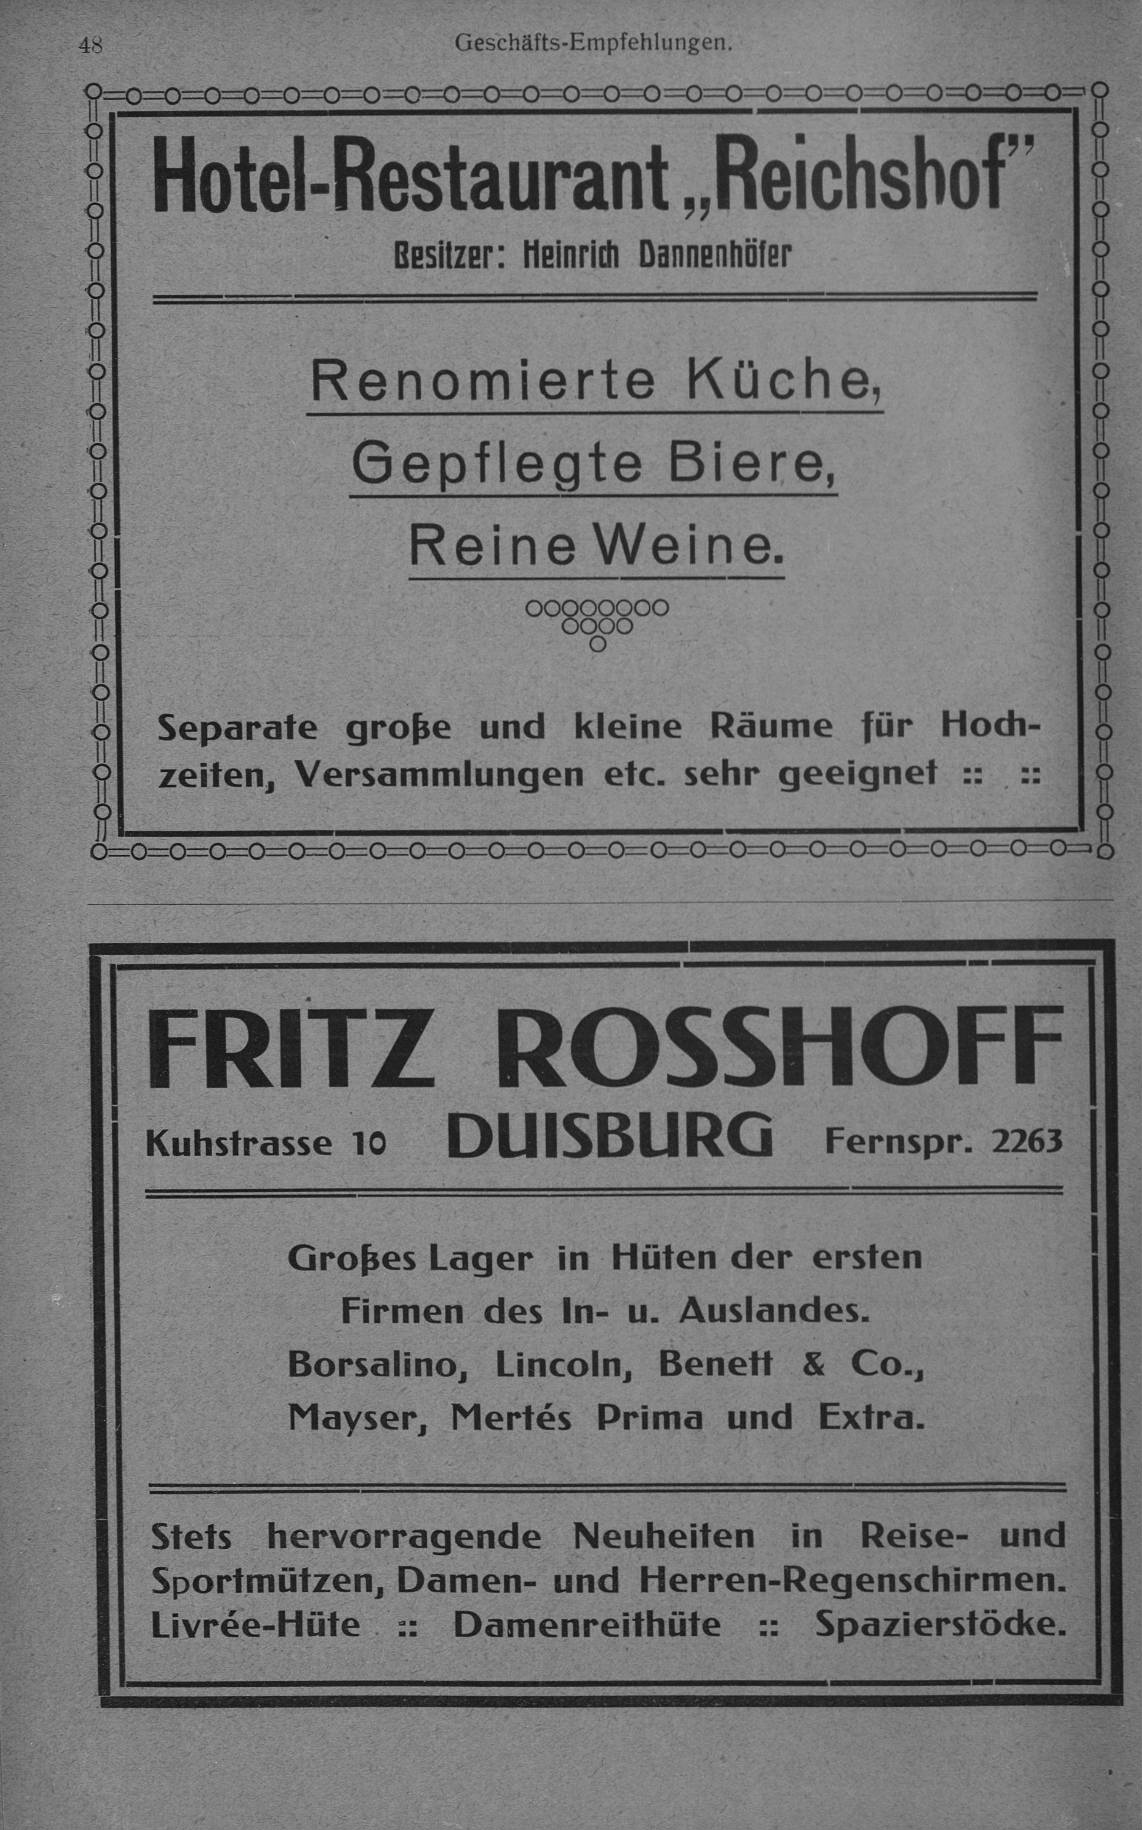 48
Geschäfts-Empfehlungen.
Hotel-Restaurant „Reichshof”
Besitzer: Heinrich Dannenhöfer
Renomierte Küche,
Gepflegte Biere,
Reine Weine.
Separate große und kleine Räume für Hoch-
zeiten, Versammlungen etc. sehr geeignet :: ::
FRITZ ROSSHOFF
Kuhstrasse 10 DUISBURG Fernspr. 2263
Großes Lager in Hüten der ersten
Firmen des In- u. Auslandes.
Borsalino, Lincoln, Benett & Co.,
Mayser, Mertés Prima und Extra.
Stets hervorragende Neuheiten in Reise- und
Sportmützen, Damen- und Herren-Regenschirmen.
Livrée-Hüte :: Damenreithüte :: Spazierstöcke.